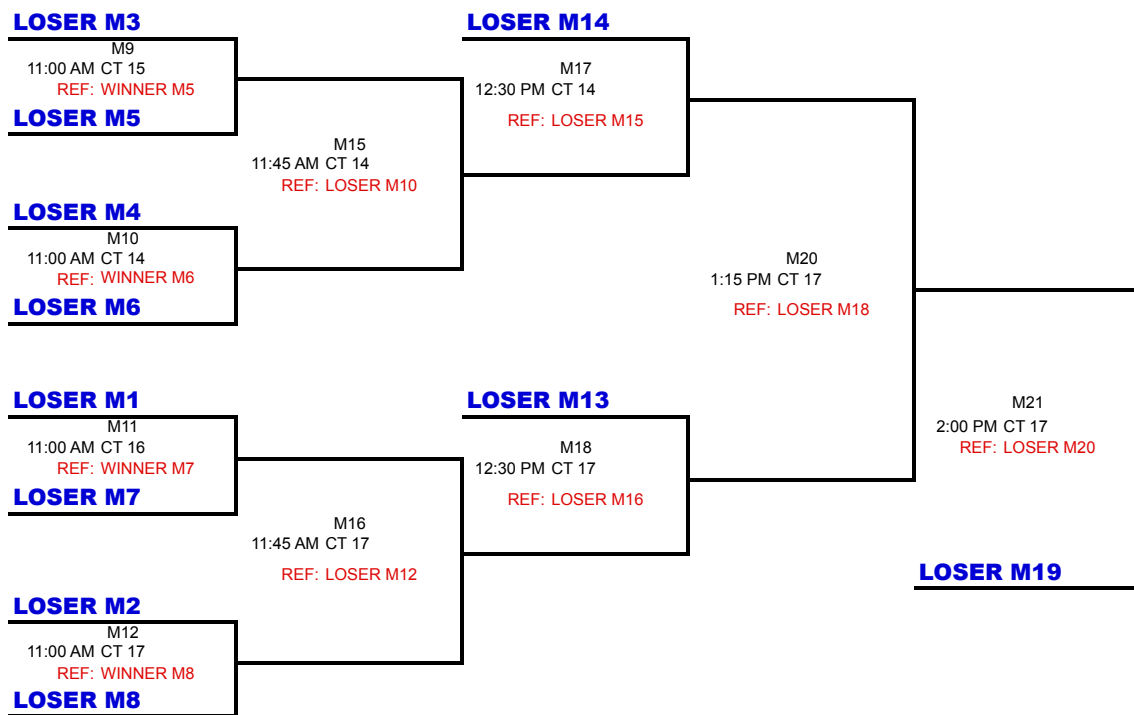 LOSER M3
M9
11:00 AM CT 15
REF: WINNER M5
LOSER M5
M15
11:45 AM CT 14
REF: LOSER M10
LOSER M4
M10
11:00 AM CT 14
REF: WINNER M6
LOSER M6
LOSER M14
M17
12:30 PM CT 14
REF: LOSER M15
M20
1:15 PM CT 17
REF: LOSER M18
LOSER M1
M11
11:00 AM CT 16
REF: WINNER M7
LOSER M7
M16
11:45 AM CT 17
REF: LOSER M12
LOSER M2
M12
11:00 AM CT 17
REF: WINNER M8
LOSER M8
LOSER M13
M18
12:30 PM CT 17
REF: LOSER M16
M21
2:00 PM CT 17
REF: LOSER M20
LOSER M19